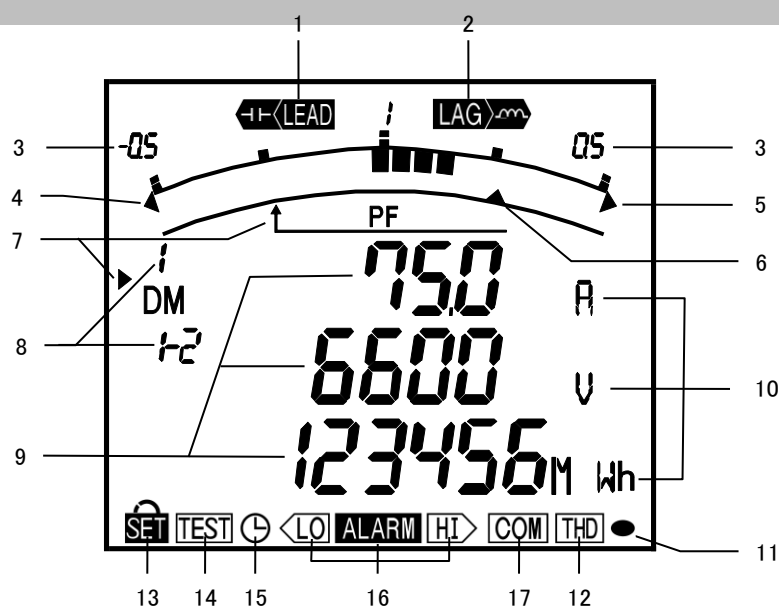 1 2
LEAD 1 LAG
3 -0.5 0.5 3
4 5
7 PF 6
1 75.0 A
DM
8 1-2 6600 V 10
9 123456 M Wh
SET TEST LO ALARM HI COM THD 11
13 14 15 16 17 12